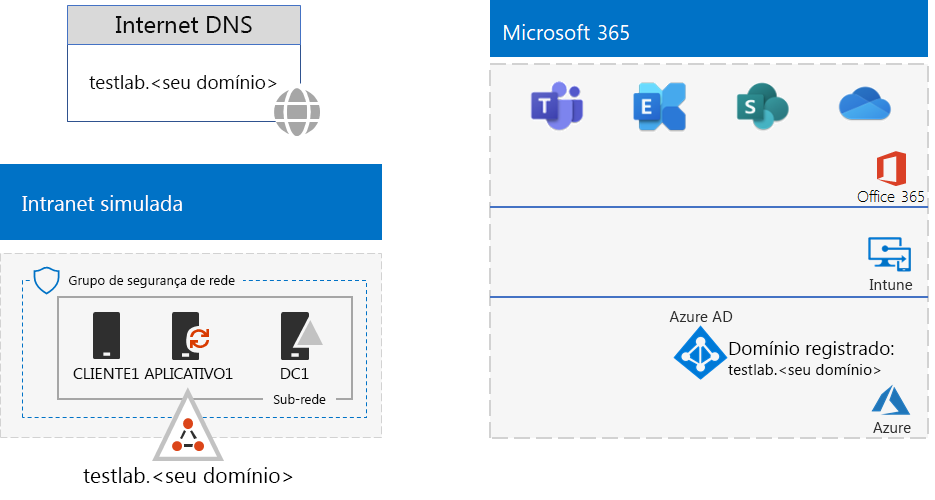 Internet DNS
testlab.<seu domínio>
Intranet simulada
Grupo de segurança de rede
CLIENTE1 APLICATIVO1 DC1
Sub-rede
testlab.<seu domínio>
Microsoft 365
T E S
Office 365
Intune
Azure AD
Domínio registrado:
testlab.<seu domínio>
Azure